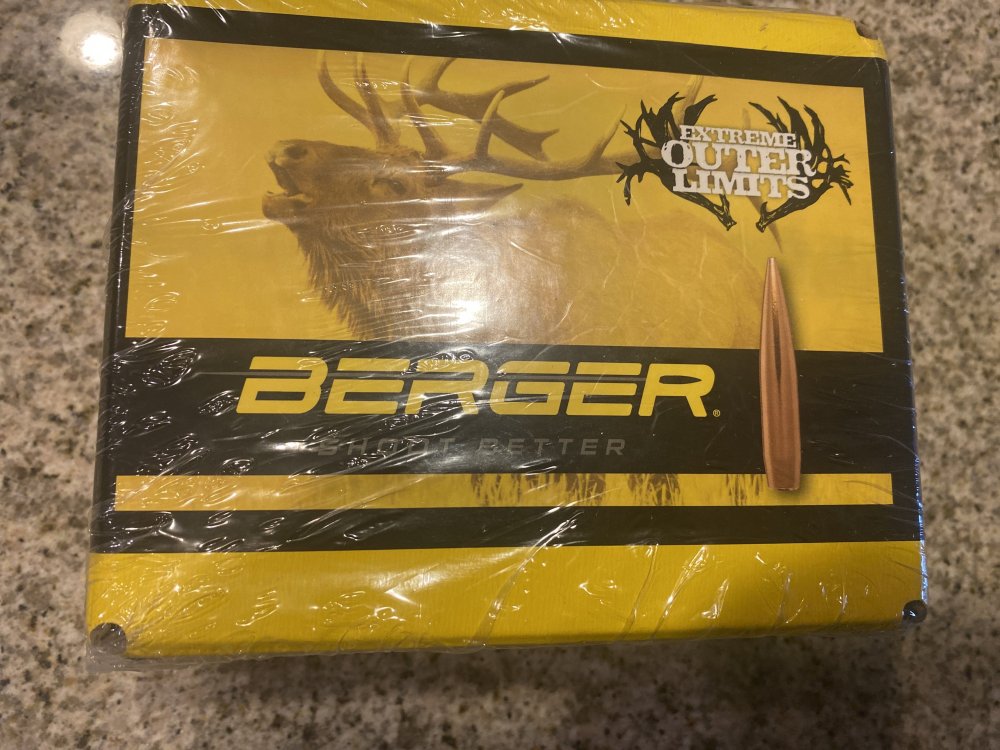 EXTREME
OUTER
LIMITS
BERGER®
SHOOT BETTER